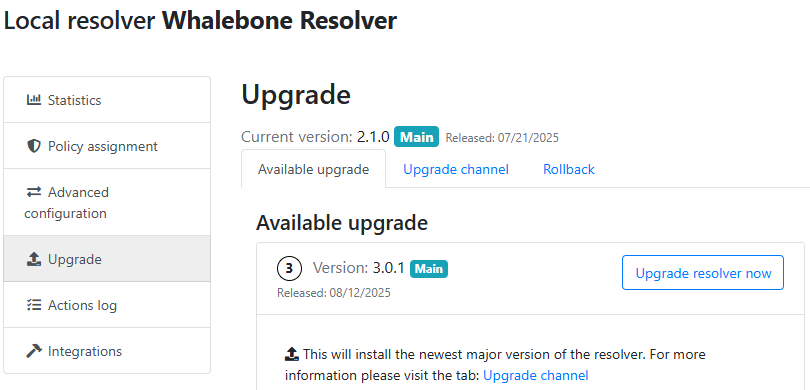 Local resolver Whalebone Resolver
Statistics
Policy assignment
Advanced
configuration
Upgrade
Actions log
Integrations
Upgrade
Current version: 2.1.0 Main Released: 07/21/2025
Available upgrade Upgrade channel Rollback
Available upgrade
3 Version: 3.0.1 Main
Released: 08/12/2025
Upgrade resolver now
This will install the newest major version of the resolver. For more
information please visit the tab: Upgrade channel